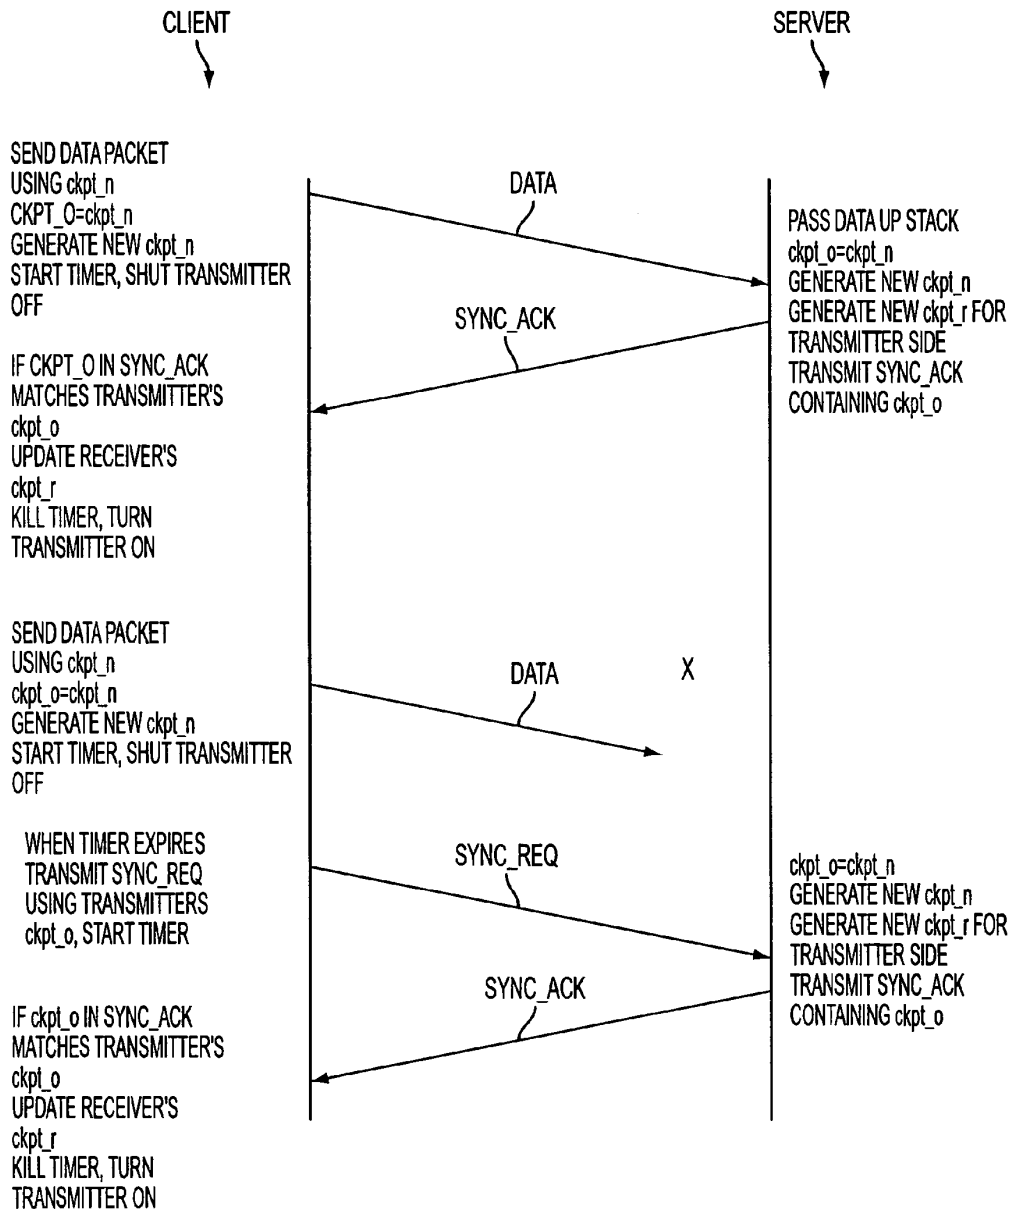 CLIENT
SERVER
SEND DATA PACKET
USING ckpt_n
CKPT_O=ckpt_n
GENERATE NEW ckpt_n
START TIMER, SHUT TRANSMITTER
OFF
DATA
PASS DATA UP STACK
ckpt_o=ckpt_n
GENERATE NEW ckpt_n
GENERATE NEW ckpt_r FOR
TRANSMITTER SIDE
TRANSMIT SYNC_ACK
CONTAINING ckpt_o
SYNC_ACK
IF CKPT_O IN SYNC_ACK
MATCHES TRANSMITTER'S
ckpt_o
UPDATE RECEIVER'S
ckpt_r
KILL TIMER, TURN
TRANSMITTER ON
SEND DATA PACKET
USING ckpt_n
ckpt_o=ckpt_n
GENERATE NEW ckpt_n
START TIMER, SHUT TRANSMITTER
OFF
DATA
X
WHEN TIMER EXPIRES
TRANSMIT SYNC_REQ
USING TRANSMITTERS
ckpt_o, START TIMER
SYNC_REQ
ckpt_o=ckpt_n
GENERATE NEW ckpt_n
GENERATE NEW ckpt_r FOR
TRANSMITTER SIDE
TRANSMIT SYNC_ACK
CONTAINING ckpt_o
SYNC_ACK
IF ckpt_o IN SYNC_ACK
MATCHES TRANSMITTER'S
ckpt_o
UPDATE RECEIVER'S
ckpt_r
KILL TIMER, TURN
TRANSMITTER ON